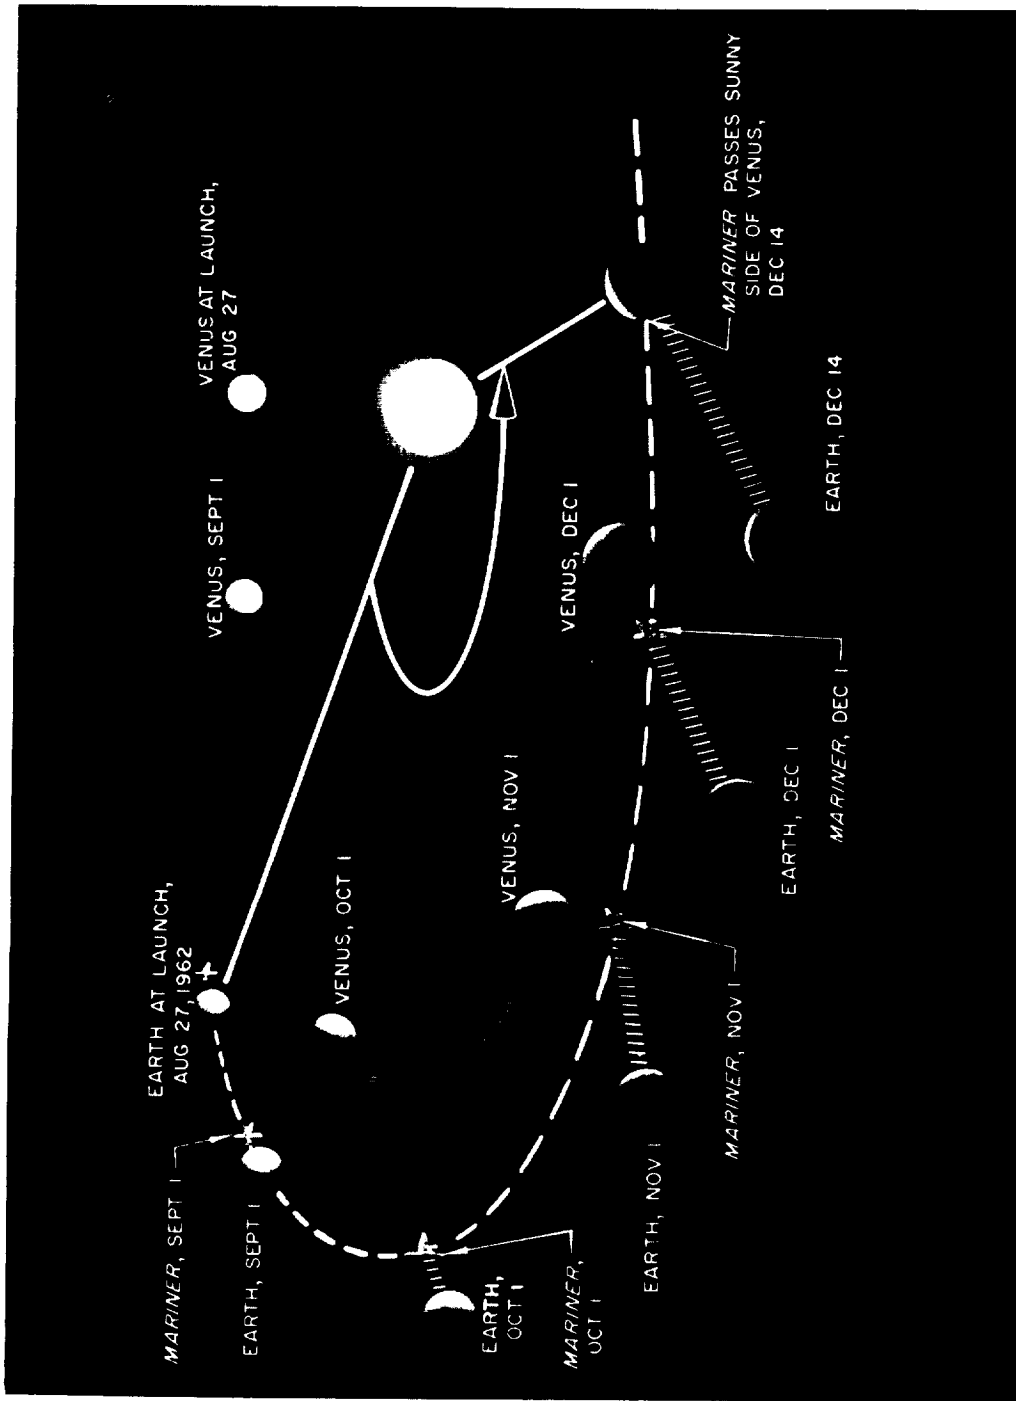 EARTH AT LAUNCH,
AUG 27, 1962
VENUS AT LAUNCH,
AUG 27
MARINER, SEPT 1
EARTH, SEPT 1
VENUS, SEPT 1
VENUS, OCT 1
EARTH,
OCT 1
MARINER,
OCT 1
VENUS, NOV 1
EARTH, NOV 1
MARINER, NOV 1
VENUS, DEC 1
EARTH, DEC 1
MARINER, DEC 1
MARINER PASSES SUNNY
SIDE OF VENUS,
DEC 14
EARTH, DEC 14